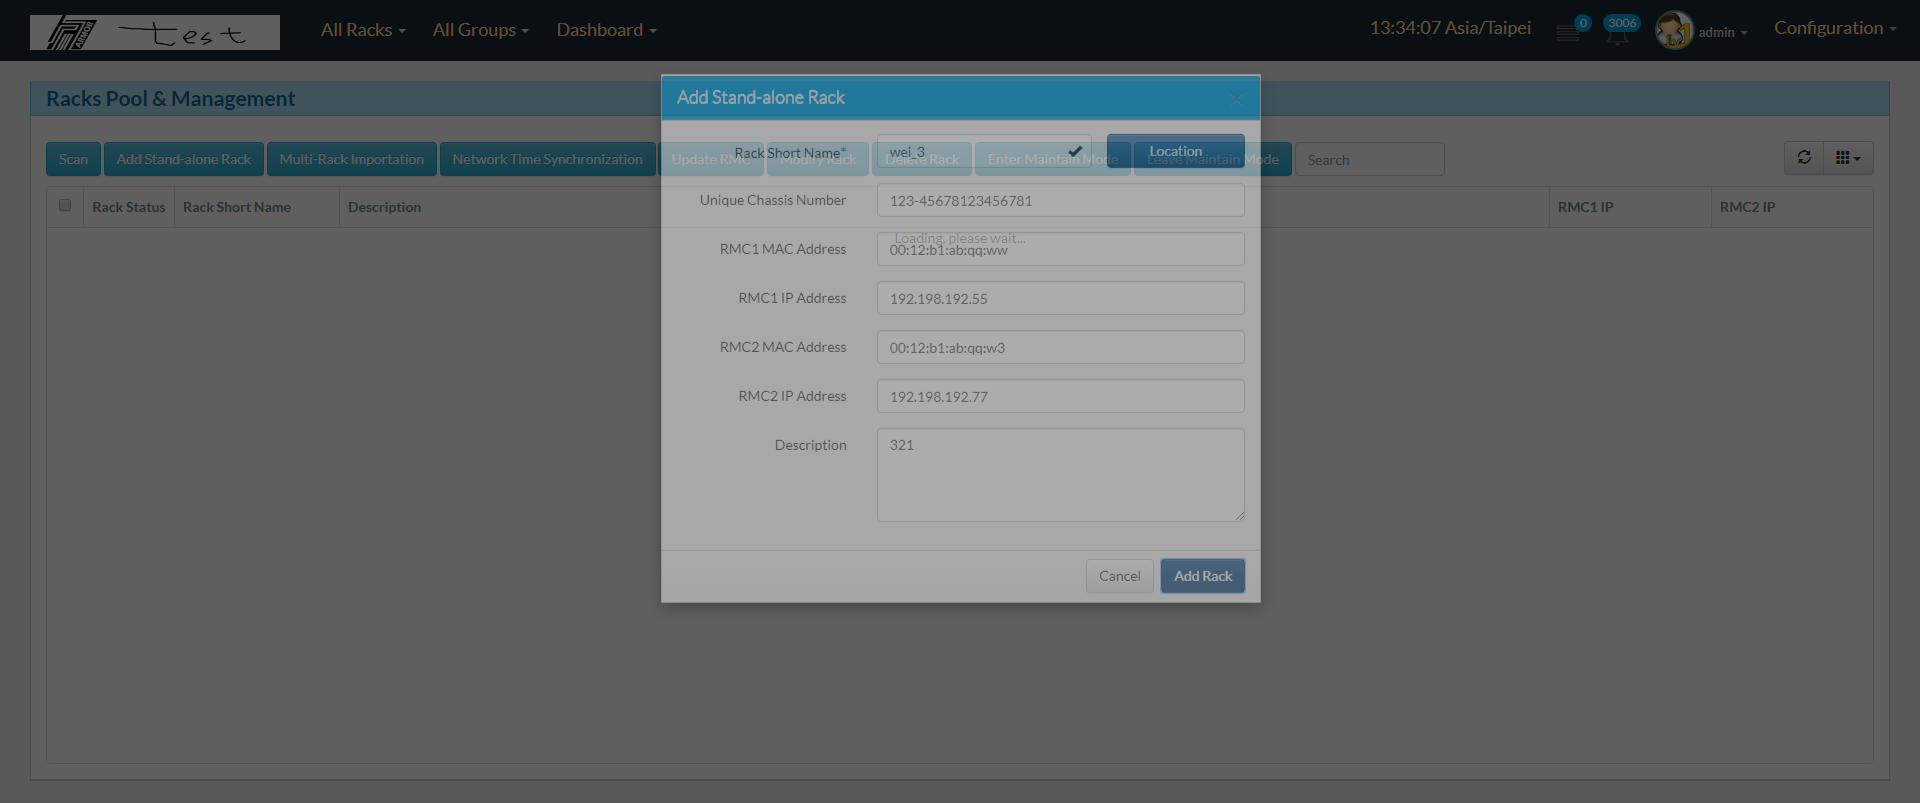 ARMOR test All Racks All Groups Dashboard 13:34:07 Asia/Taipei 0 3006 admin Configuration
Racks Pool & Management
Add Stand-alone Rack
Scan Add Stand-alone Rack Multi-Rack Importation Network Time Synchronization Update RMC Modify Rack Delete Rack Enter Maintain Mode Leave Maintain Mode Search
Rack Short Name* wei_3 Location
Rack Status Rack Short Name Description RMC1 IP RMC2 IP
Unique Chassis Number 123-45678123456781
Loading, please wait...
RMC1 MAC Address 00:12:b1:ab:qq:ww
RMC1 IP Address 192.198.192.55
RMC2 MAC Address 00:12:b1:ab:qq:w3
RMC2 IP Address 192.198.192.77
Description 321
Cancel Add Rack